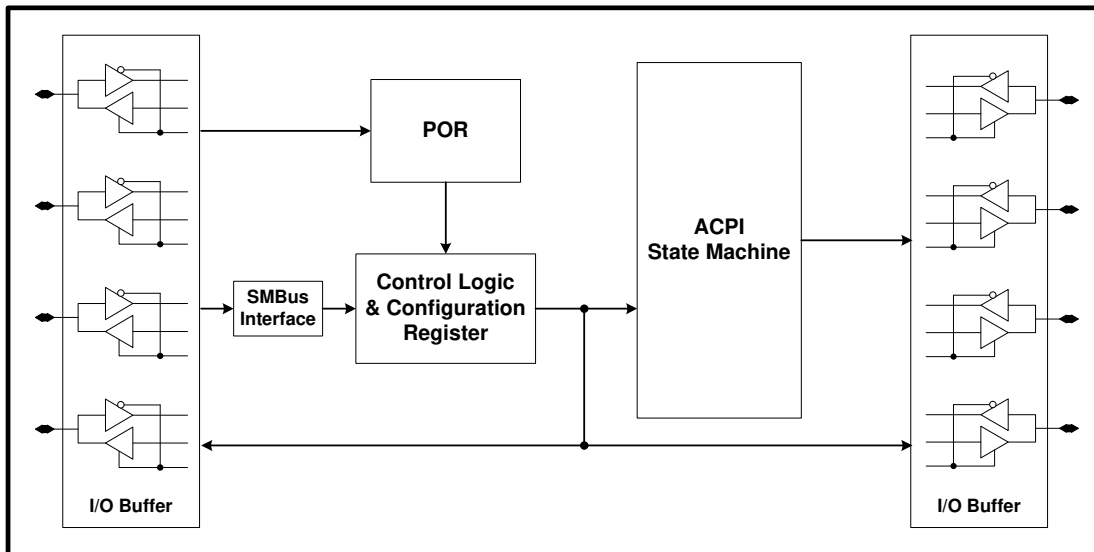 POR
ACPI
State Machine
SMBus
Interface
Control Logic
& Configuration
Register
I/O Buffer
I/O Buffer